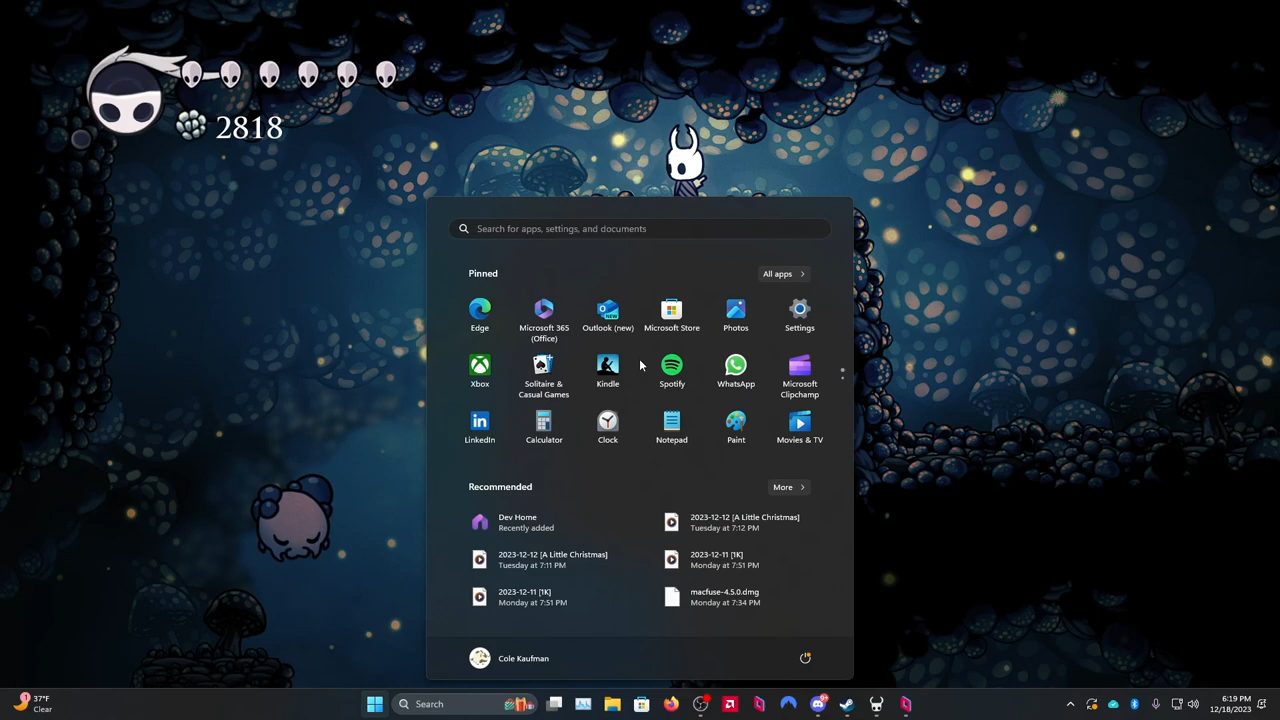 2818
Search for apps, settings, and documents
Pinned
All apps
Edge
Microsoft 365
(Office)
Outlook (new)
Microsoft Store
Photos
Settings
Xbox
Solitaire &
Casual Games
Kindle
Spotify
WhatsApp
Microsoft
Clipchamp
LinkedIn
Calculator
Clock
Notepad
Paint
Movies & TV
Recommended
More
Dev Home
Recently added
2023-12-12 [A Little Christmas]
Tuesday at 7:12 PM
2023-12-12 [A Little Christmas]
Tuesday at 7:11 PM
2023-12-11 [1K]
Monday at 7:51 PM
2023-12-11 [1K]
Monday at 7:51 PM
macfuse-4.5.0.dmg
Monday at 7:34 PM
Cole Kaufman
1
37°F
Clear
Search
9+
6:19 PM
12/18/2023